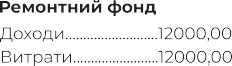 Ремонтний фонд
Доходи..........................12000,00
Витрати.......................12000,00